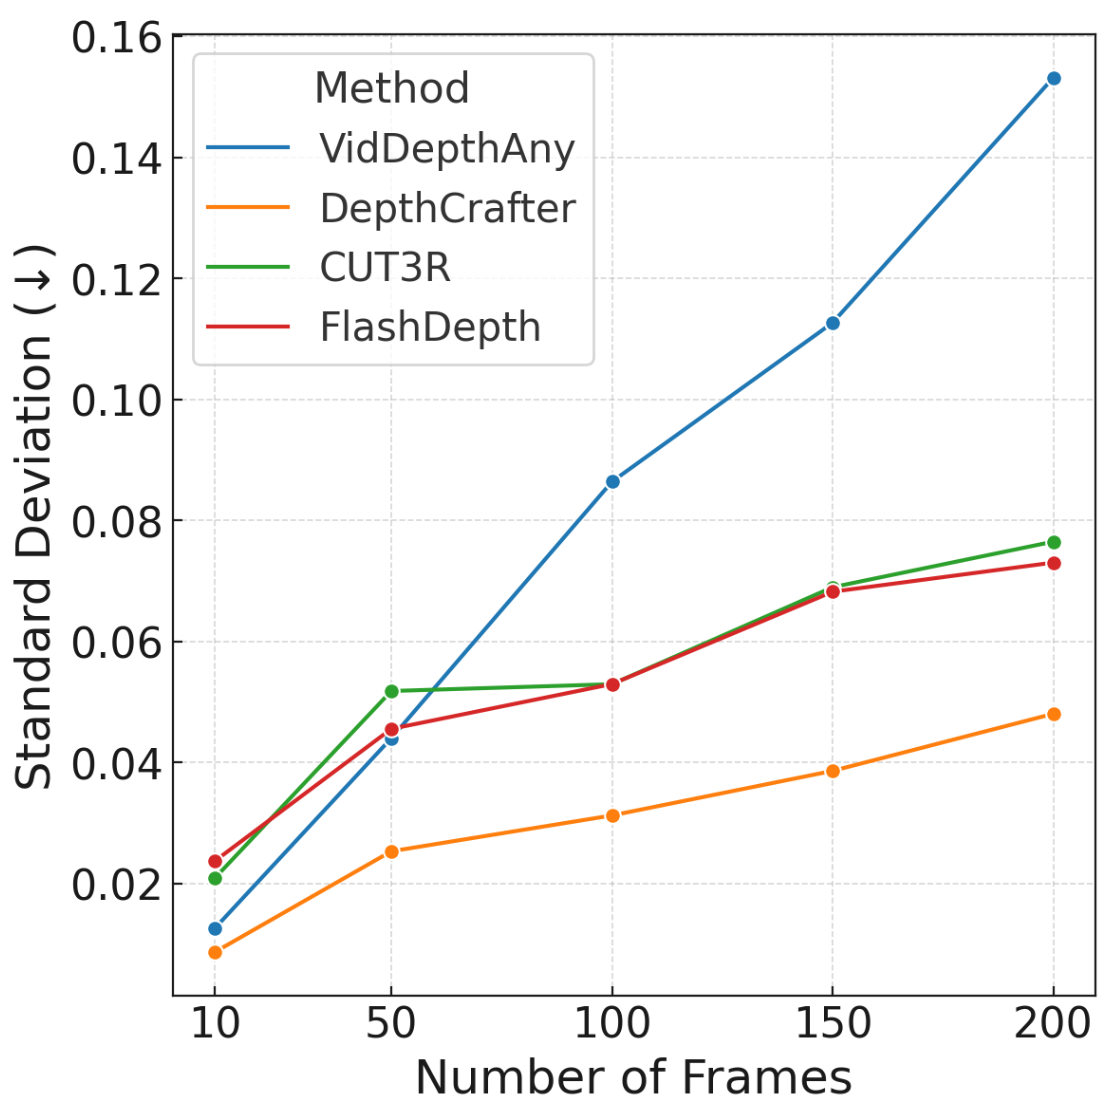 0.16
0.14
0.12
0.10
0.08
0.06
0.04
0.02
Standard Deviation (↓)
Method
VidDepthAny
DepthCrafter
CUT3R
FlashDepth
10 50 100 150 200
Number of Frames